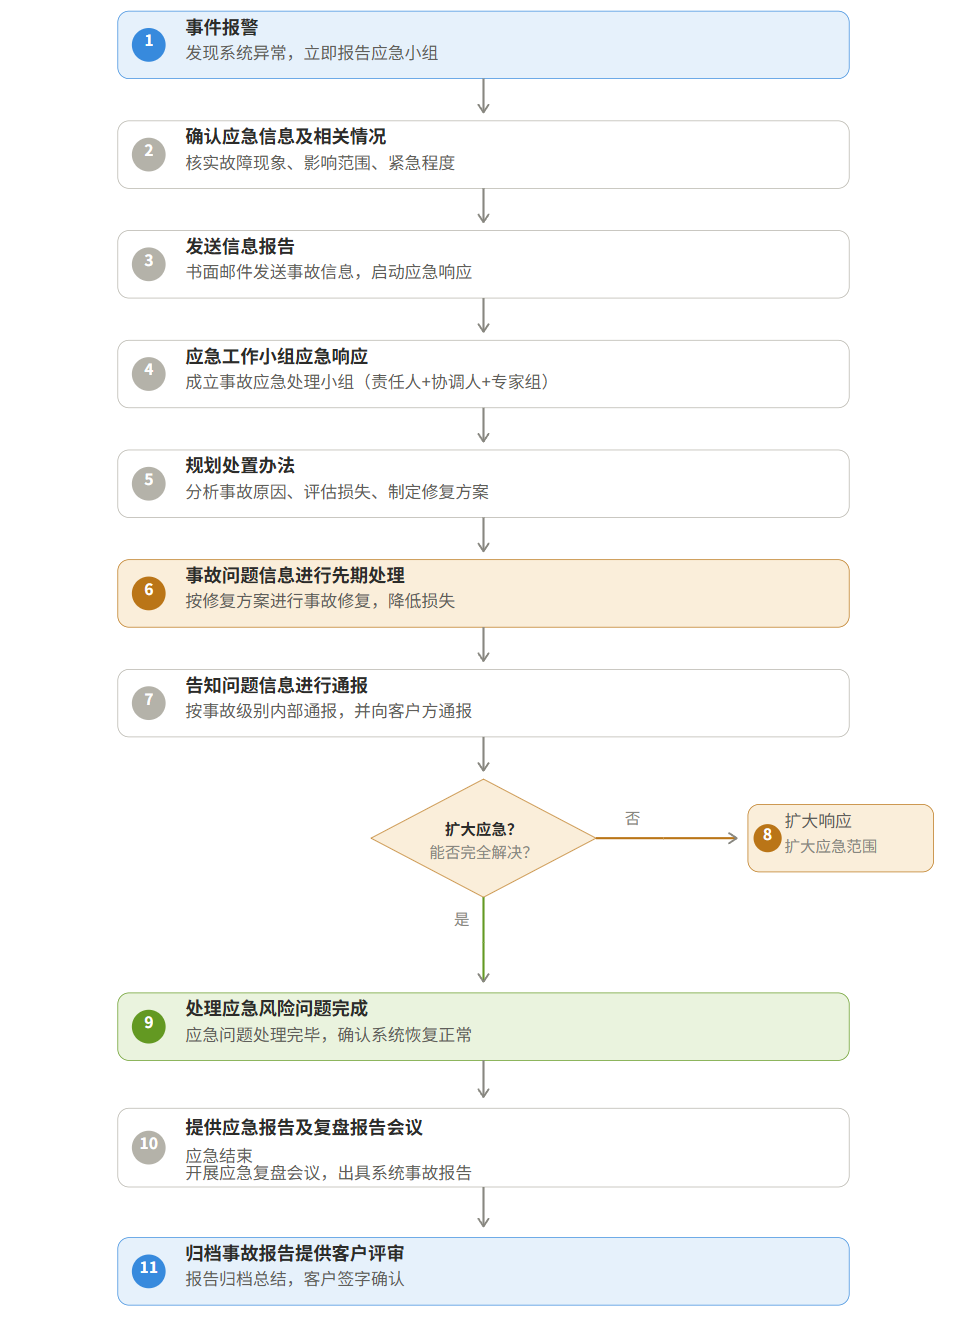 1
事件报警
发现系统异常，立即报告应急小组
2
确认应急信息及相关情况
核实故障现象、影响范围、紧急程度
3
发送信息报告
书面邮件发送事故信息，启动应急响应
4
应急工作小组应急响应
成立事故应急处理小组（责任人+协调人+专家组）
5
规划处置办法
分析事故原因、评估损失、制定修复方案
6
事故问题信息进行先期处理
按修复方案进行事故修复，降低损失
7
告知问题信息进行通报
按事故级别内部通报，并向客户方通报
扩大应急？
能否完全解决？
否
8
扩大响应
扩大应急范围
是
9
处理应急风险问题完成
应急问题处理完毕，确认系统恢复正常
10
提供应急报告及复盘报告会议
应急结束
开展应急复盘会议，出具系统事故报告
11
归档事故报告提供客户评审
报告归档总结，客户签字确认